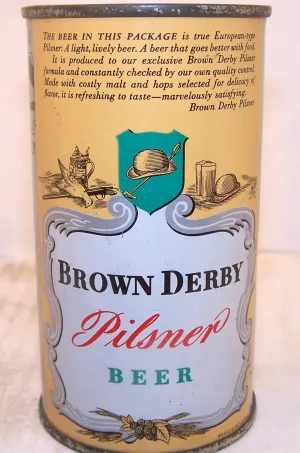 THE BEER IN THIS PACKAGE is true European-type
Pilsner. A light, lively beer. A beer that goes better with food.
It is produced to our exclusive Brown Derby Pilsner
formula and constantly checked by our own quality control.
Made with costly malt and hops selected for delicacy of
flavor, it is refreshing to taste—marvelously satisfying.
Brown Derby Pilsner
BROWN DERBY
Pilsner
BEER